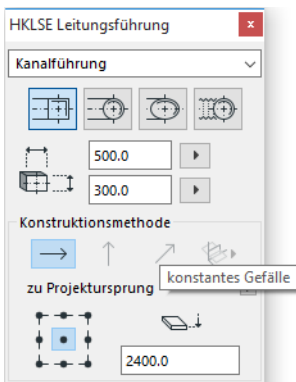 HKLSE Leitungsführung
Kanalführung
500.0
300.0
Konstruktionsmethode
konstantes Gefälle
zu Projektursprung
2400.0